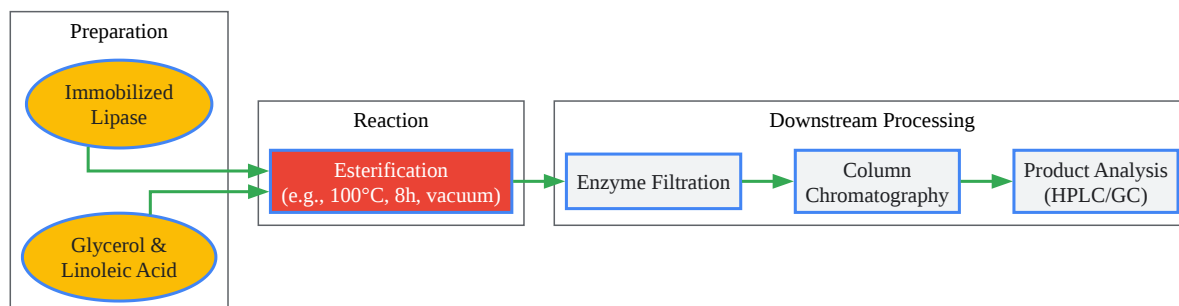 Preparation
Immobilized
Lipase
Glycerol &
Linoleic Acid
Reaction
Esterification
(e.g., 100°C, 8h, vacuum)
Downstream Processing
Enzyme Filtration
Column
Chromatography
Product Analysis
(HPLC/GC)